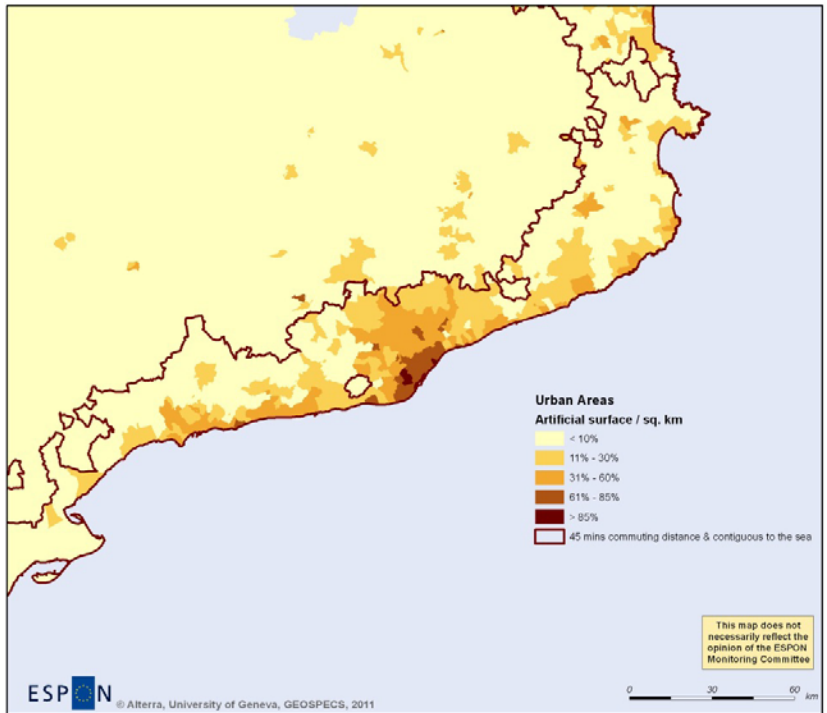 Urban Areas
Artificial surface / sq. km
< 10%
11% - 30%
31% - 60%
61% - 85%
> 85%
45 mins commuting distance & contiguous to the sea
This map does not
necessarily reflect the
opinion of the ESPON
Monitoring Committee
ESPON
© Alterra, University of Geneva, GEOSPECS, 2011
0 30 60
km